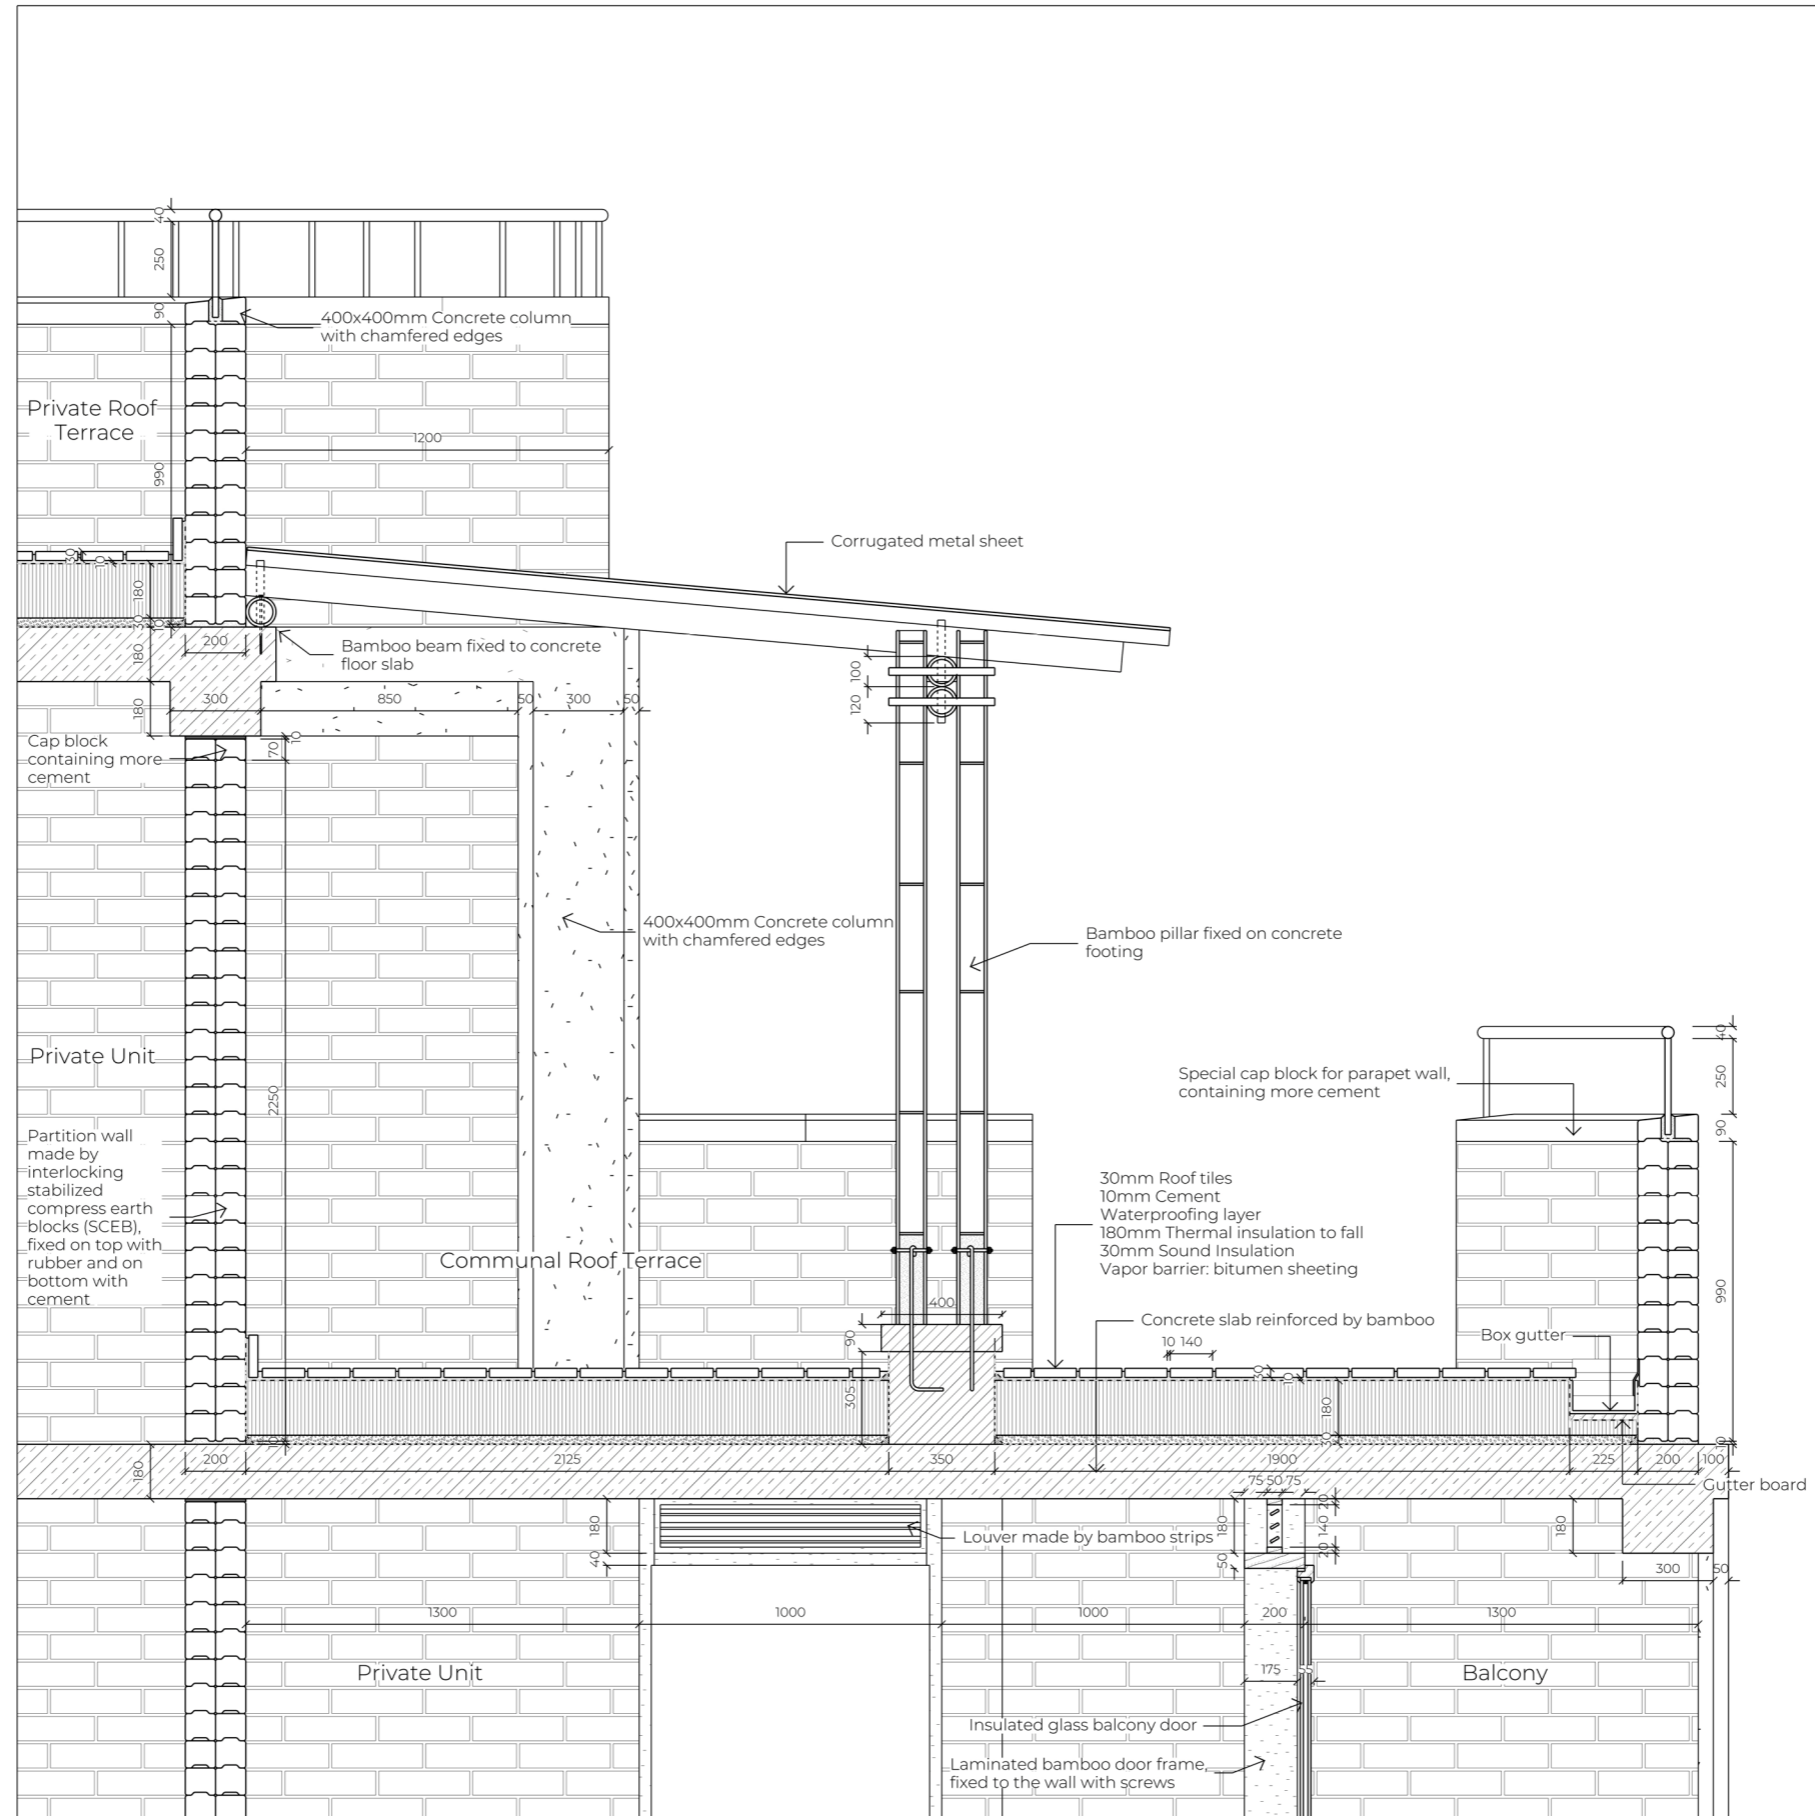 40
250
90
400x400mm Concrete column
with chamfered edges
Private Roof
Terrace
1200
990
Corrugated metal sheet
30
10
180
30
10
200
Bamboo beam fixed to concrete
floor slab
180
100
300
850
50
300
50
180
120
Cap block
containing more
cement
10
70
400x400mm Concrete column
with chamfered edges
Bamboo pillar fixed on concrete
footing
Private Unit
2250
40
250
Special cap block for parapet wall,
containing more cement
90
Partition wall
made by
interlocking
stabilized
compress earth
blocks (SCEB),
fixed on top with
rubber and on
bottom with
cement
30mm Roof tiles
10mm Cement
Waterproofing layer
180mm Thermal insulation to fall
30mm Sound Insulation
Vapor barrier: bitumen sheeting
Communal Roof Terrace
990
400
Concrete slab reinforced by bamboo
90
10 140
Box gutter
30
10
305
180
30
10
10
180
200
2125
350
1900
225
200
100
75 50 75
Gutter board
180
40
Louver made by bamboo strips
180
50
20
140
20
180
300
50
1300
1000
1000
200
1300
Private Unit
175
55
Balcony
Insulated glass balcony door
Laminated bamboo door frame,
fixed to the wall with screws